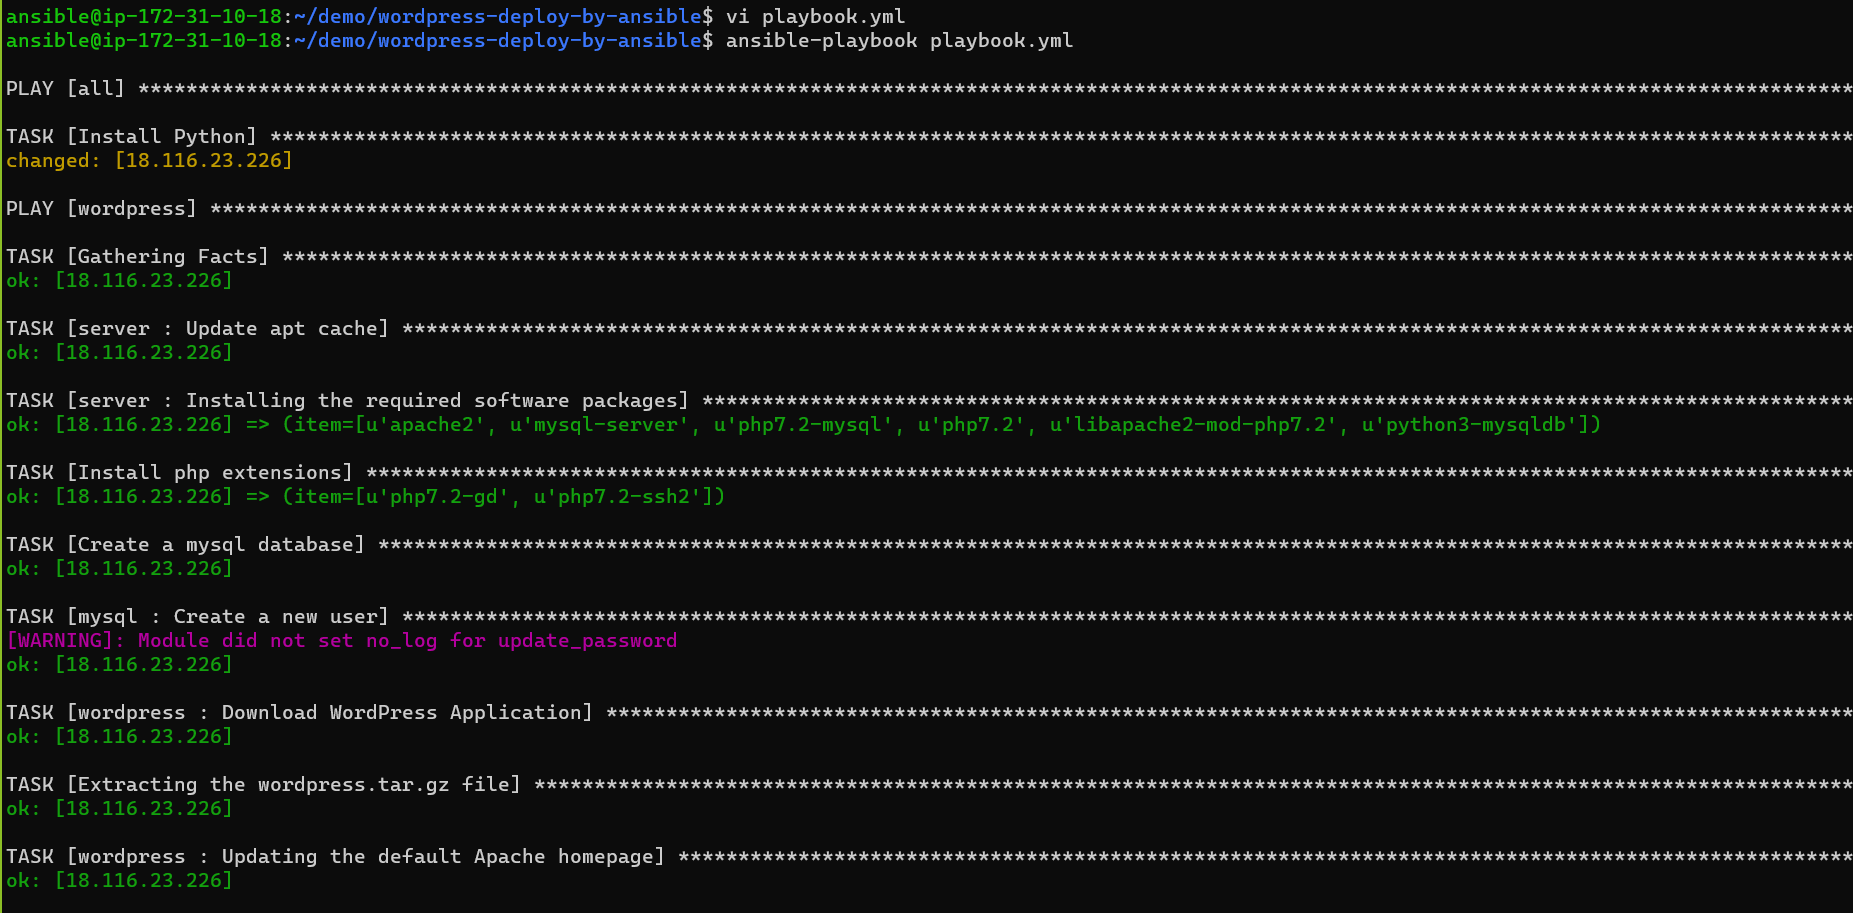 ansible@ip-172-31-10-18:~/demo/wordpress-deploy-by-ansible$ vi playbook.yml
ansible@ip-172-31-10-18:~/demo/wordpress-deploy-by-ansible$ ansible-playbook playbook.yml
PLAY [all] ***********************************************************************************************************************************************
TASK [Install Python] ************************************************************************************************************************************
changed: [18.116.23.226]
PLAY [wordpress] *****************************************************************************************************************************************
TASK [Gathering Facts] ***********************************************************************************************************************************
ok: [18.116.23.226]
TASK [server : Update apt cache] *************************************************************************************************************************
ok: [18.116.23.226]
TASK [server : Installing the required software packages] ************************************************************************************************
ok: [18.116.23.226] => (item=[u'apache2', u'mysql-server', u'php7.2-mysql', u'php7.2', u'libapache2-mod-php7.2', u'python3-mysqldb'])
TASK [Install php extensions] ****************************************************************************************************************************
ok: [18.116.23.226] => (item=[u'php7.2-gd', u'php7.2-ssh2'])
TASK [Create a mysql database] ***************************************************************************************************************************
ok: [18.116.23.226]
TASK [mysql : Create a new user] *************************************************************************************************************************
[WARNING]: Module did not set no_log for update_password
ok: [18.116.23.226]
TASK [wordpress : Download WordPress Application] ********************************************************************************************************
ok: [18.116.23.226]
TASK [Extracting the wordpress.tar.gz file] **************************************************************************************************************
ok: [18.116.23.226]
TASK [wordpress : Updating the default Apache homepage] **************************************************************************************************
ok: [18.116.23.226]